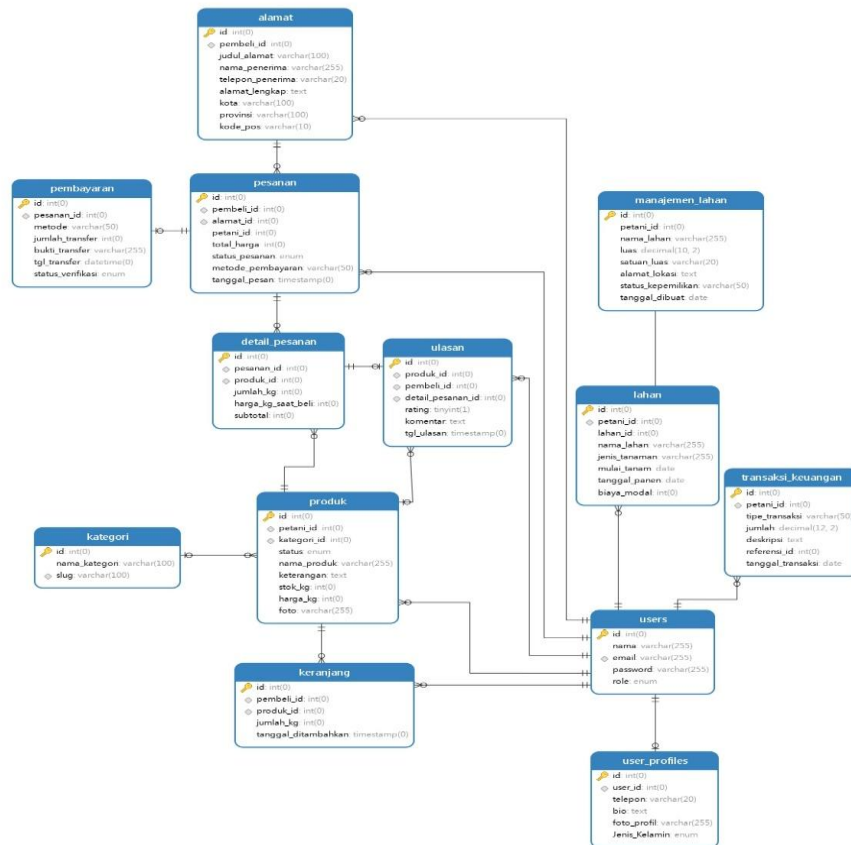 alamat
id: int(0)
pembeli_id: int(0)
judul_alamat: varchar(100)
nama_penerima: varchar(255)
telepon_penerima: varchar(20)
alamat_lengkap: text
kota: varchar(100)
provinsi: varchar(100)
kode_pos: varchar(10)
pembayaran
id: int(0)
pesanan_id: int(0)
metode: varchar(50)
jumlah_transfer: int(0)
bukti_transfer: varchar(255)
tgl_transfer: datetime(0)
status_verifikasi: enum
pesanan
id: int(0)
pembeli_id: int(0)
alamat_id: int(0)
petani_id: int(0)
total_harga: int(0)
status_pesanan: enum
metode_pembayaran: varchar(50)
tanggal_pesan: timestamp(0)
manajemen_lahan
id: int(0)
petani_id: int(0)
nama_lahan: varchar(255)
luas: decimal(10, 2)
satuan_luas: varchar(20)
alamat_lokasi: text
status_kepemilikan: varchar(50)
tanggal_dibuat: date
detail_pesanan
id: int(0)
pesanan_id: int(0)
produk_id: int(0)
jumlah_kg: int(0)
harga_kg_saat_beli: int(0)
subtotal: int(0)
ulasan
id: int(0)
produk_id: int(0)
pembeli_id: int(0)
detail_pesanan_id: int(0)
rating: tinyint(1)
komentar: text
tgl_ulasan: timestamp(0)
lahan
id: int(0)
petani_id: int(0)
lahan_id: int(0)
nama_lahan: varchar(255)
jenis_tanaman: varchar(255)
mulai_tanam: date
tanggal_panen: date
biaya_modal: int(0)
transaksi_keuangan
id: int(0)
petani_id: int(0)
tipe_transaksi: varchar(50)
jumlah: decimal(12, 2)
deskripsi: text
referensi_id: int(0)
tanggal_transaksi: date
produk
id: int(0)
petani_id: int(0)
kategori_id: int(0)
status: enum
nama_produk: varchar(255)
keterangan: text
stok_kg: int(0)
harga_kg: int(0)
foto: varchar(255)
kategori
id: int(0)
nama_kategori: varchar(100)
slug: varchar(100)
users
id: int(0)
nama: varchar(255)
email: varchar(255)
password: varchar(255)
role: enum
keranjang
id: int(0)
pembeli_id: int(0)
produk_id: int(0)
jumlah_kg: int(0)
tanggal_ditambahkan: timestamp(0)
user_profiles
id: int(0)
user_id: int(0)
telepon: varchar(20)
bio: text
foto_profil: varchar(255)
Jenis_Kelamin: enum